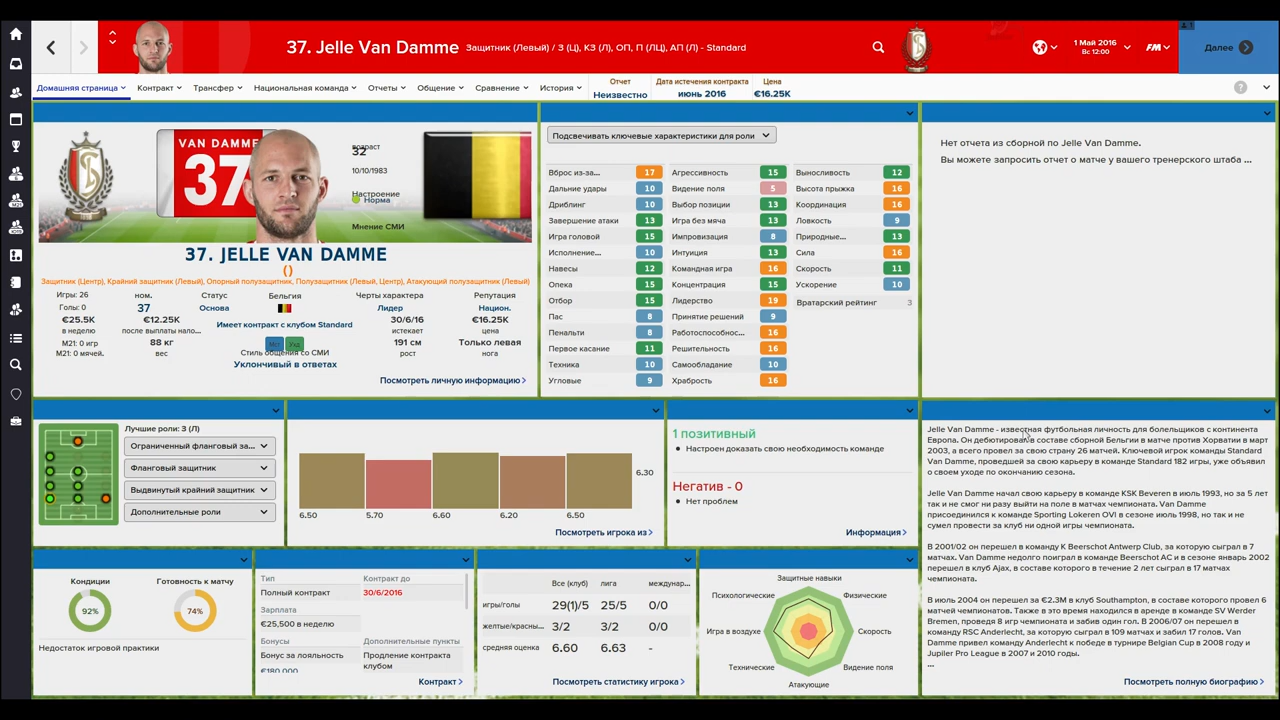 37. Jelle Van Damme
Защитник (Левый) / З (Ц), КЗ (Л), ОП, П (ЛЦ), АП (Л) - Standard
1 Май 2016
Вс 12:00
FM
Далее
1
Домашняя страница
Контракт
Трансфер
Национальная команда
Отчеты
Общение
Сравнение
История
Отчет
Неизвестно
Дата истечения контракта
июнь 2016
Цена
€16.25K
VAN DAMME
37
возраст
32
10/10/1983
Настроение
Норма
Мнение СМИ
37. JELLE VAN DAMME
()
Защитник (Центр), Крайний защитник (Левый), Опорный полузащитник, Полузащитник (Левый, Центр), Атакующий полузащитник (Левый)
Игры: 26
Голы: 0
ном.
37
Статус
Основа
Бельгия
Черты характера
Лидер
Репутация
Национ.
€25.5K
в неделю
€12.25K
после выплаты нало...
Имеет контракт с клубом Standard
30/6/16
истекает
€16.25K
цена
М21: 0 игр
М21: 0 мячей.
88 кг
вес
Мст
Ухд
Стиль общения со СМИ
Уклончивый в ответах
191 см
рост
Только левая
нога
Посмотреть личную информацию
Подсвечивать ключевые характеристики для роли
Вброс из-за... 17
Дальние удары 10
Дриблинг 10
Завершение атаки 13
Игра головой 15
Исполнение... 10
Навесы 12
Опека 15
Отбор 15
Пас 8
Пенальти 8
Первое касание 11
Техника 10
Угловые 9
Агрессивность 15
Видение поля 5
Выбор позиции 13
Игра без мяча 13
Импровизация 8
Интуиция 13
Командная игра 16
Концентрация 15
Лидерство 19
Принятие решений 9
Работоспособнос... 16
Решительность 16
Самообладание 10
Храбрость 16
Выносливость 12
Высота прыжка 16
Координация 16
Ловкость 9
Природные... 13
Сила 16
Скорость 11
Ускорение 10
Вратарский рейтинг 3
Нет отчета из сборной по Jelle Van Damme.
Вы можете запросить отчет о матче у вашего тренерского штаба ...
Лучшие роли: З (Л)
Ограниченный фланговый за...
Фланговый защитник
Выдвинутый крайний защитник
Дополнительные роли
6.30
6.50 5.70 6.60 6.20 6.50
Посмотреть игрока из
1 позитивный
Настроен доказать свою необходимость команде
Негатив - 0
Нет проблем
Информация
Jelle Van Damme - известная футбольная личность для болельщиков с континента
Европа. Он дебютировал в составе сборной Бельгии в матче против Хорватии в март
2003, а всего провел за свою страну 26 матчей. Ключевой игрок команды Standard
Van Damme, проведшей за свою карьеру в команде Standard 182 игры, уже объявил
о своем уходе по окончанию сезона.
Jelle Van Damme начал свою карьеру в команде KSK Beveren в июль 1993, но за 5 лет
так и не смог ни разу выйти на поле в матчах чемпионата. Van Damme
присоединился к команде Sporting Lokeren OVl в сезоне июль 1998, но так и не
сумел провести за клуб ни одной игры чемпионата.
В 2001/02 он перешел в команду K Beerschot Antwerp Club, за которую сыграл в 7
матчах. Van Damme недолго поиграл в команде Beerschot AC и в сезоне январь 2002
перешел в клуб Ajax, в составе которого в течение 2 лет сыграл в 17 матчах
чемпионата.
В июль 2004 он перешел за €2.3M в клуб Southampton, в составе которого провел 6
матчей чемпионатов. Также в это время находился в аренде в команде SV Werder
Bremen, проведя 8 игр чемпионата и забив один гол. В 2006/07 он перешел в
команду RSC Anderlecht, за которую сыграл в 109 матчах и забил 17 голов. Van
Damme привел команду Anderlecht к победе в турнире Belgian Cup в 2008 году и
Jupiler Pro League в 2007 и 2010 годы.
...
Посмотреть полную биографию
Кондиции
Готовность к матчу
92%
74%
Недостаток игровой практики
Тип
Полный контракт
Контракт до
30/6/2016
Зарплата
€25,500 в неделю
Бонусы
Бонус за лояльность
€180,000
Дополнительные пункты
Продление контракта
клубом
Контракт
Все (клуб) лига междунар...
игры/голы 29(1)/5 25/5 0/0
желтые/красны... 3/2 3/2 0/0
средняя оценка 6.60 6.63 -
Посмотреть статистику игрока
Защитные навыки
Психологические
Физические
Игра в воздухе
Скорость
Технические
Видение поля
Атакующие